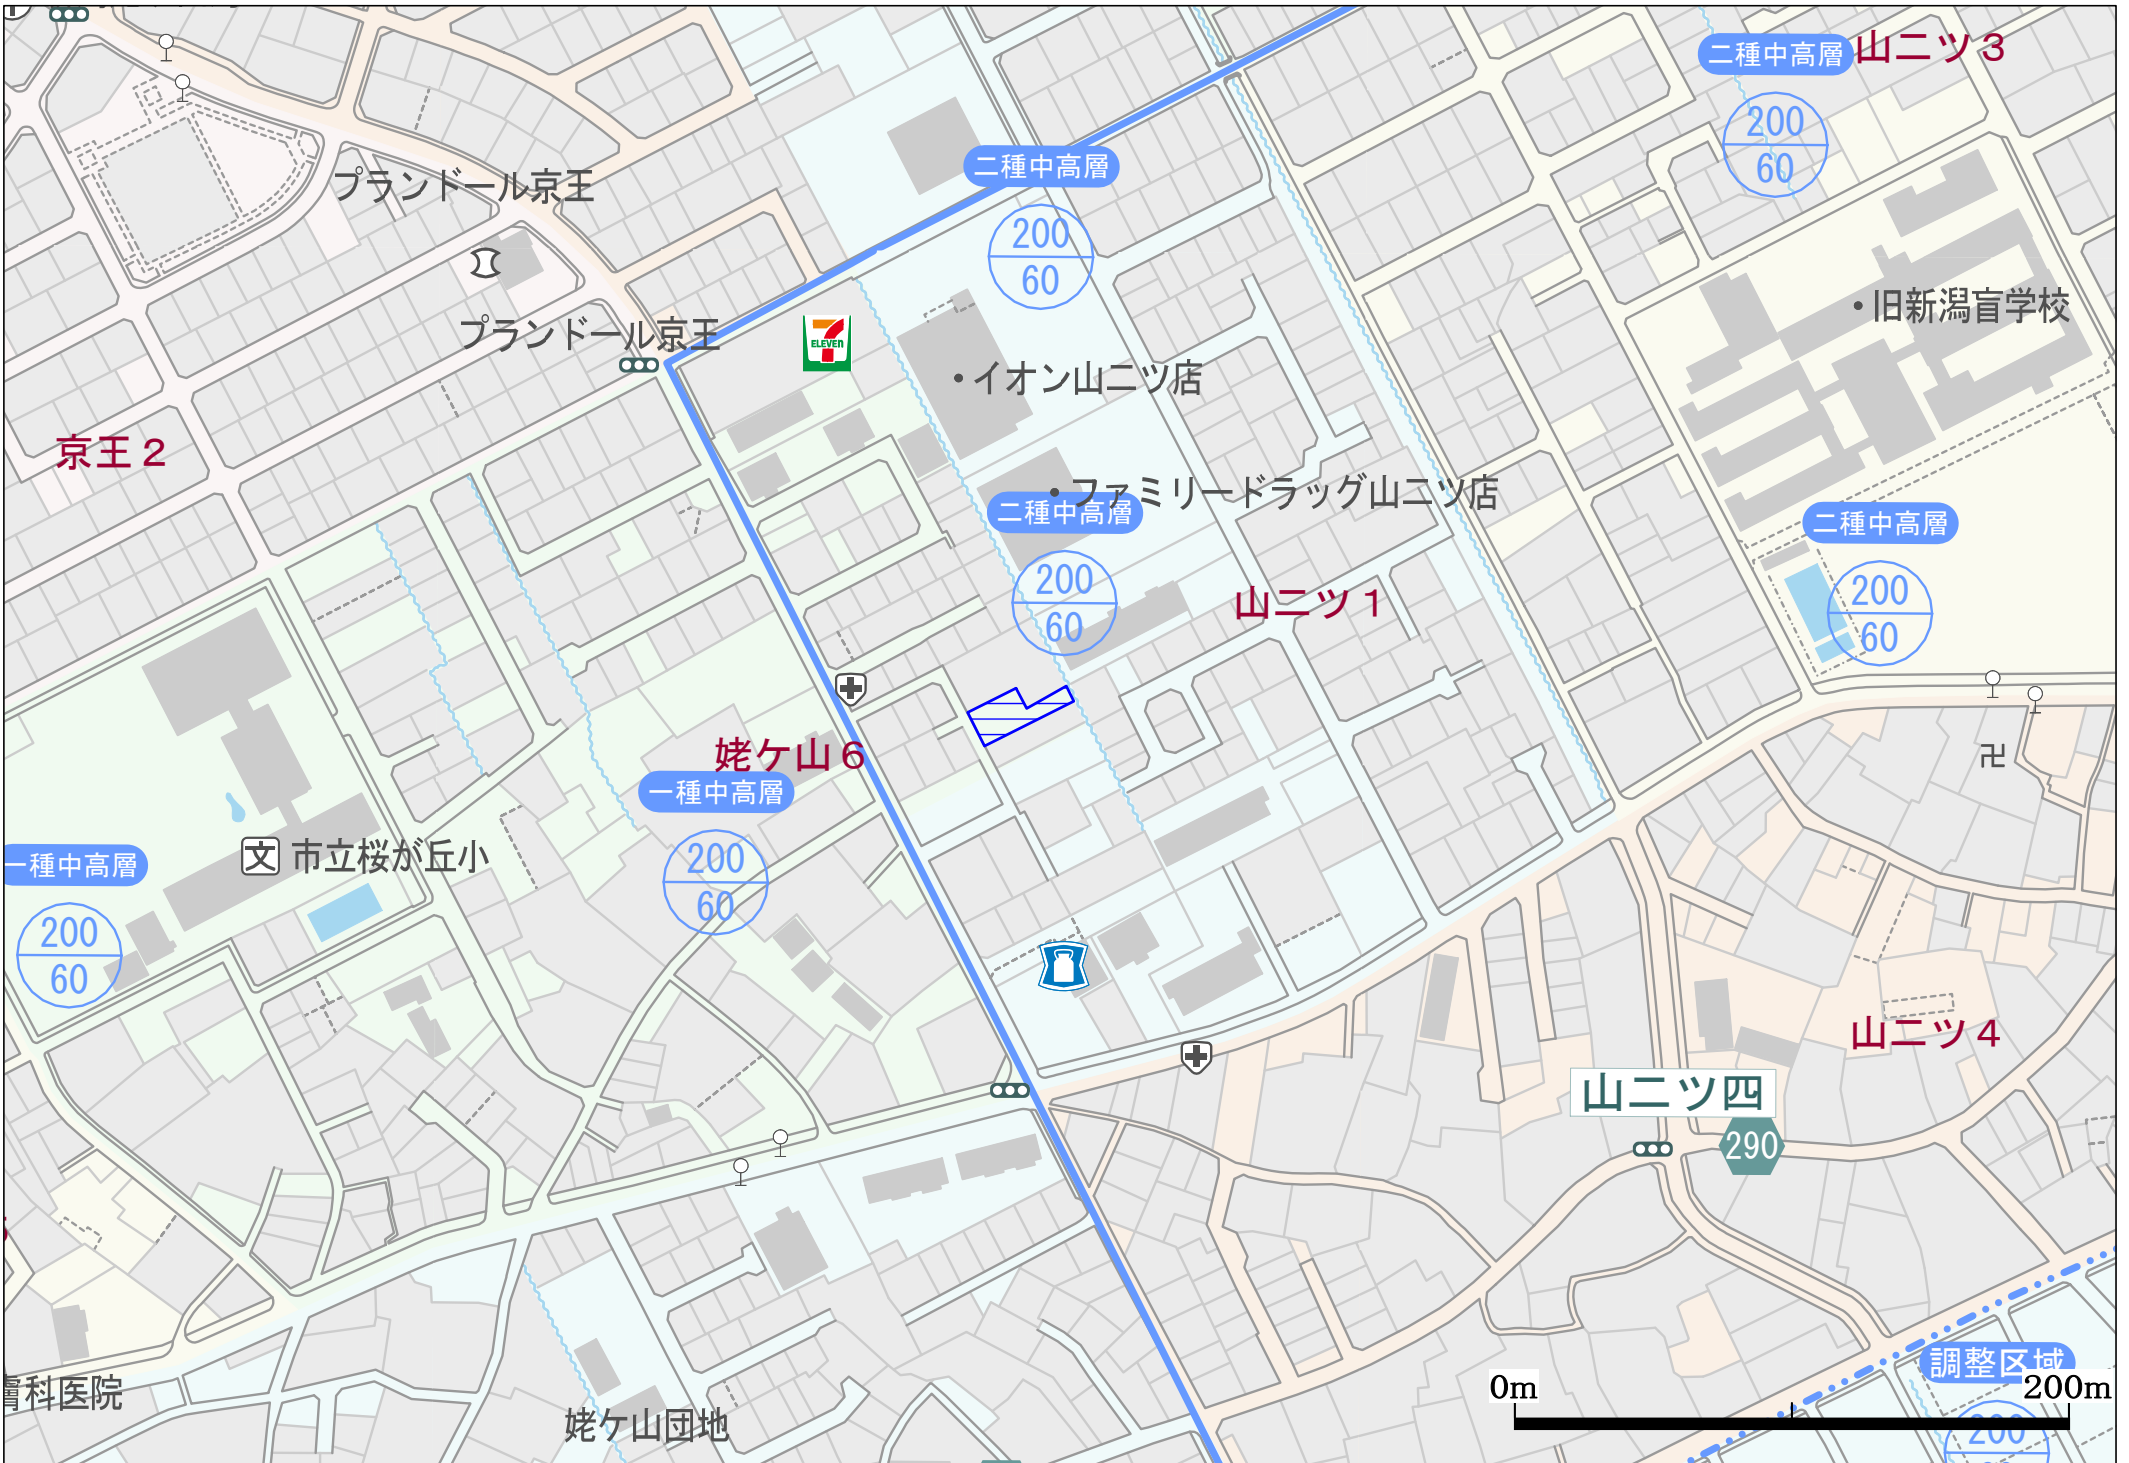 二種中高層
山二ツ3
200
60
二種中高層
200
60
プランドール京王
プランドール京王
ELEVEN
旧新潟盲学校
イオン山二ツ店
京王2
ファミリードラッグ山二ツ店
二種中高層
200
60
二種中高層
200
60
山二ツ1
姥ケ山6
一種中高層
200
60
卍
文 市立桜が丘小
一種中高層
200
60
山二ツ4
山二ツ四
290
調整区域
0m
200m
200
科医院
姥ケ山団地